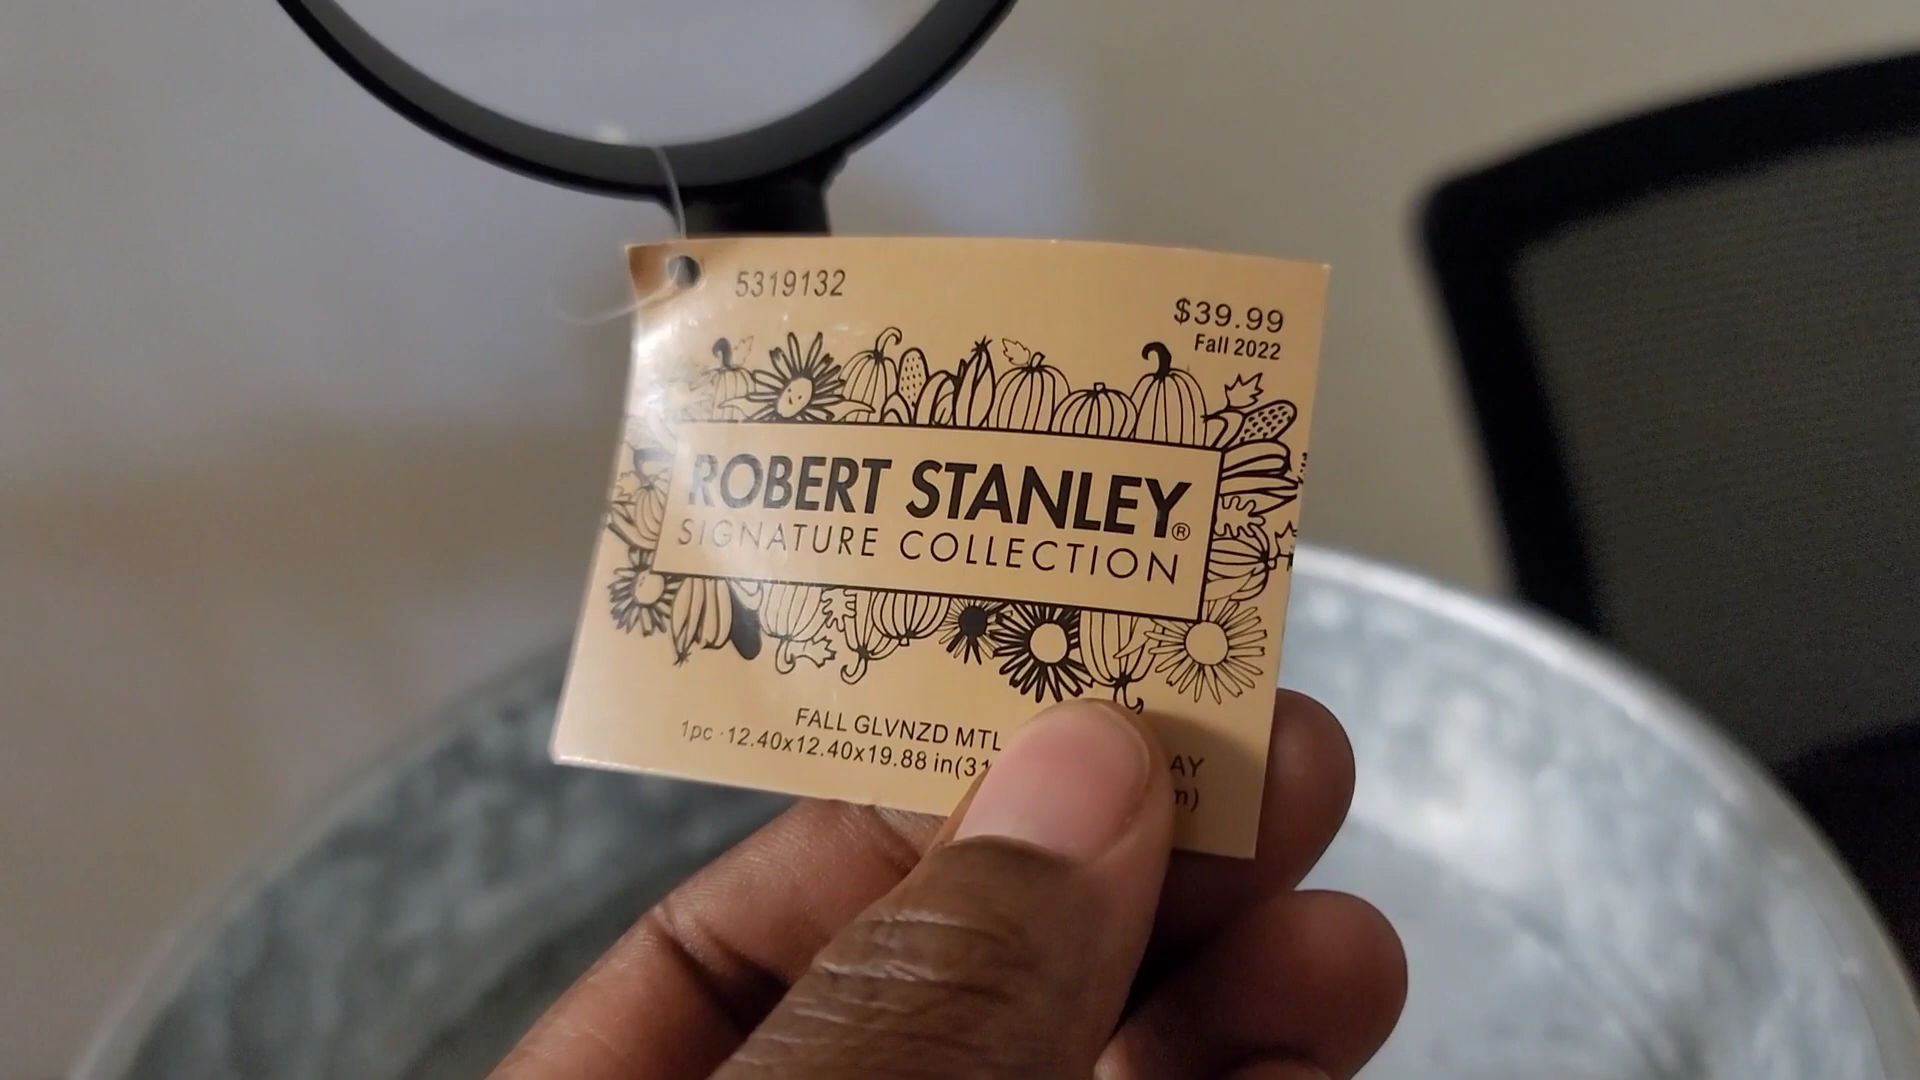 5319132
$39.99
Fall 2022
ROBERT STANLEY®
SIGNATURE COLLECTION
FALL GLVNZD MTL AY
1pc·12.40x12.40x19.88 in(31 m)